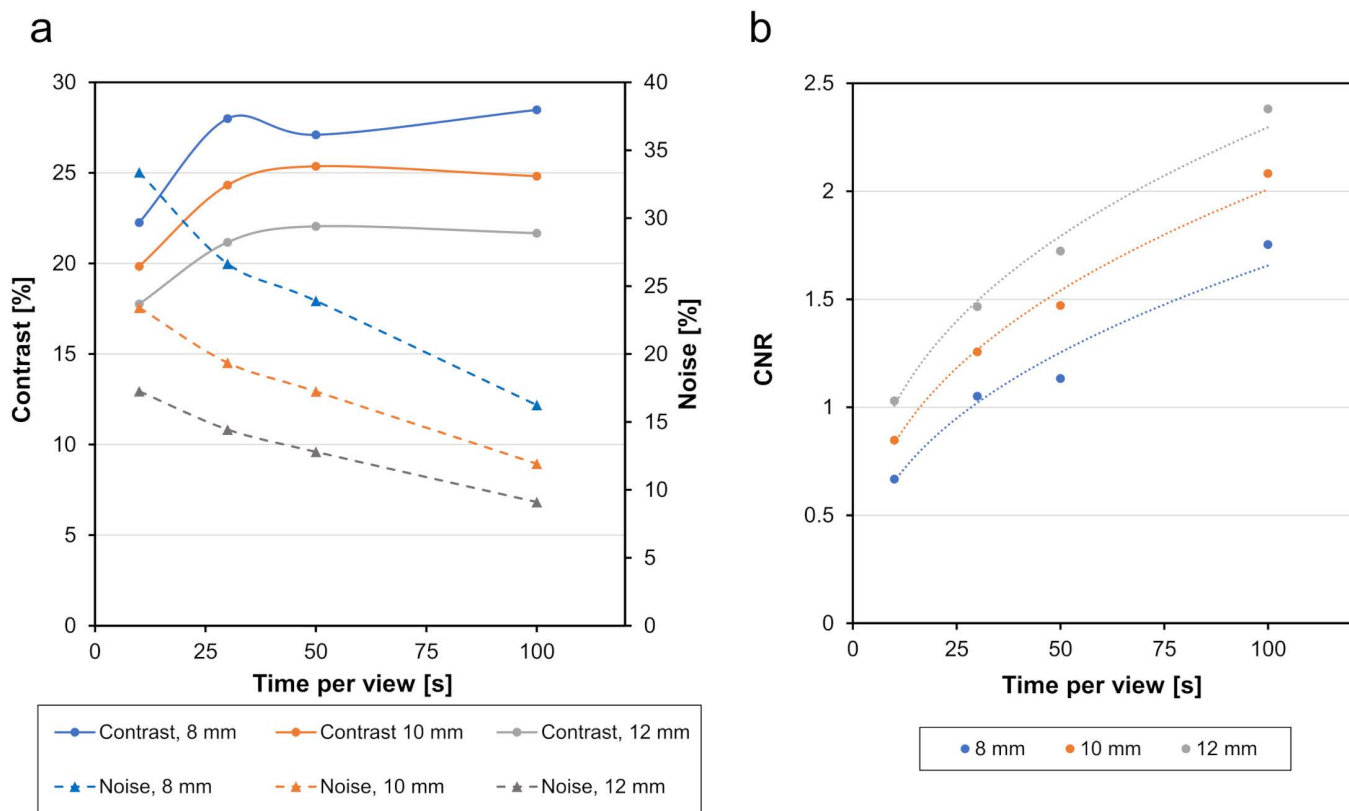 a
30
25
20
15
10
5
0
Contrast [%]
40
35
30
25
20
15
10
5
0
Noise [%]
0 25 50 75 100
Time per view [s]
Contrast, 8 mm Contrast 10 mm Contrast, 12 mm
Noise, 8 mm Noise, 10 mm Noise, 12 mm
b
2.5
2
1.5
1
0.5
0
CNR
0 25 50 75 100
Time per view [s]
8 mm 10 mm 12 mm